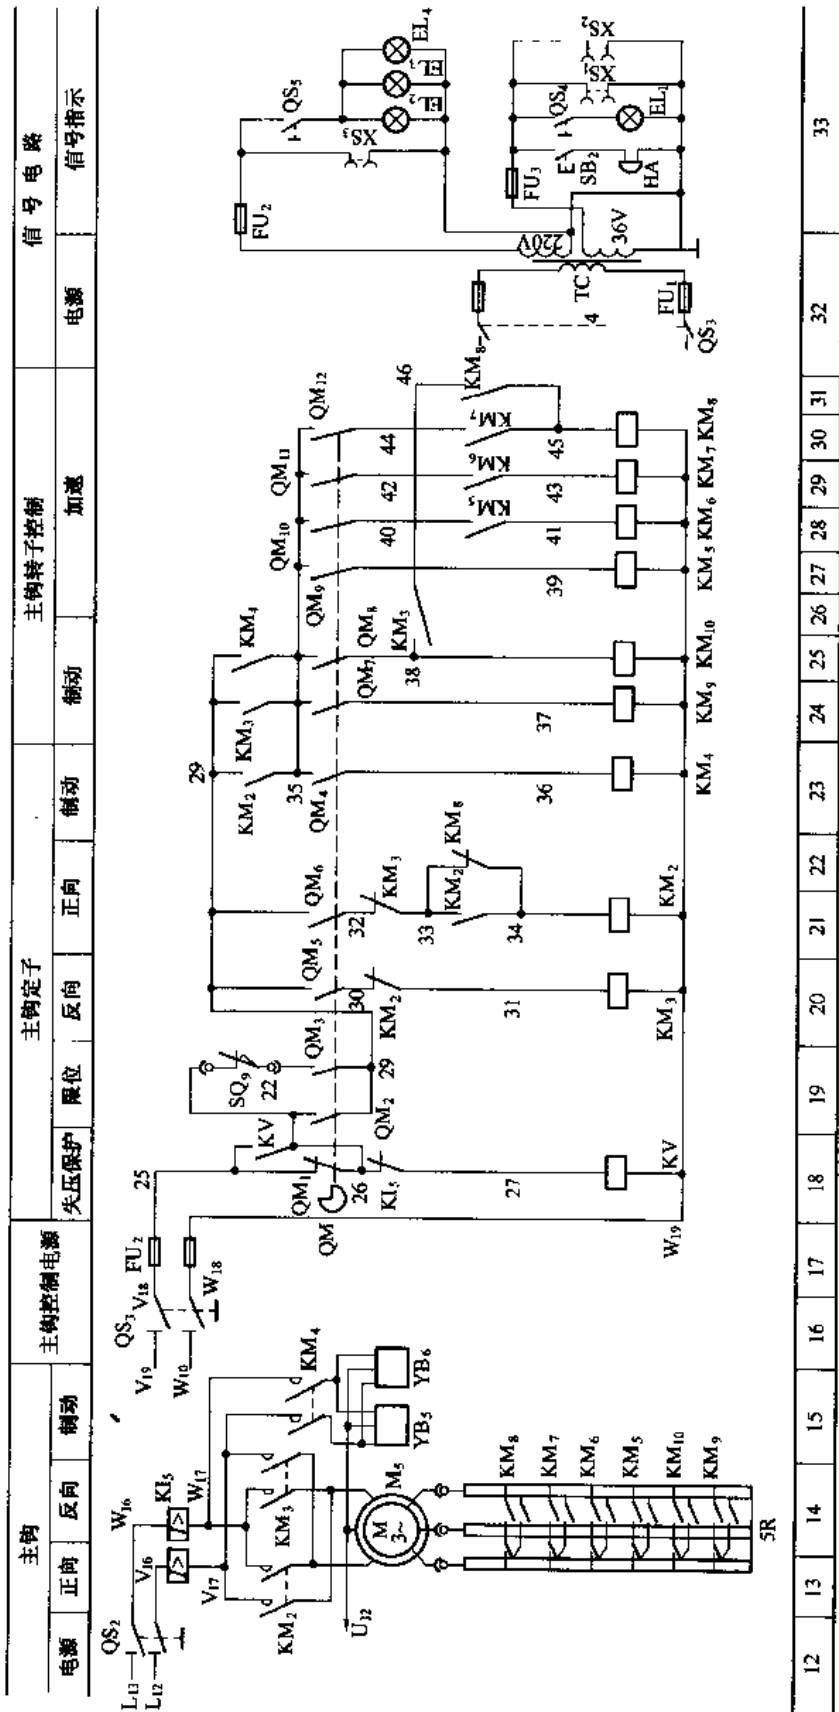 主钩
主钩控制电源
主钩定子
主钩转子控制
信号电路
电源
正向
反向
制动
失压保护
限位
反向
正向
制动
制动
加速
电源
信号指示
L₁₃
L₁₂
QS₂
W₁₆
V₁₆
KI₅
W₁₇
V₁₇
KM₂
KM₃
KM₄
U₁₂
M
3~
M₅
YB₅
YB₆
KM₈
KM₇
KM₆
KM₅
KM₁₀
KM₉
5R
QS₃
V₁₉
W₁₀
V₁₈
W₁₈
FU₂
25
QM
QM₁
KV
26
KI₅
27
KV
W₁₉
SQ₉
22
QM₂
QM₃
29
29
QM₅
30
KM₂
31
KM₃
QM₆
32
KM₃
33
KM₂
KM₈
34
KM₂
KM₂
35
QM₄
36
KM₄
KM₃
QM₇
37
KM₉
KM₄
QM₈
38
KM₃
KM₁₀
QM₉
39
KM₅
QM₁₀
40
KM₅
41
KM₆
QM₁₁
42
KM₆
43
KM₇
QM₁₂
44
KM₇
45
KM₈
46
KM₈
QS₃
4
FU₁
TC
220V
36V
FU₂
XS₃
QS₅
EL₂
EL₃
EL₄
FU₃
SB₂
HA
QS₄
EL₁
XS₁
XS₂
12
13
14
15
16
17
18
19
20
21
22
23
24
25
26
27
28
29
30
31
32
33